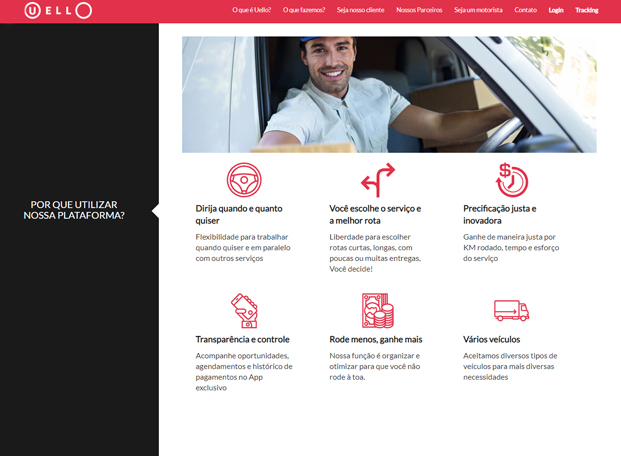 UELLO
O que é Uello?
O que fazemos?
Seja nosso cliente
Nossos Parceiros
Seja um motorista
Contato
Login
Tracking
POR QUE UTILIZAR
NOSSA PLATAFORMA?
Dirija quando e quanto
quiser
Flexibilidade para trabalhar
quando quiser e em paralelo
com outros serviços
Você escolhe o serviço e
a melhor rota
Liberdade para escolher
rotas curtas, longas, com
poucas ou muitas entregas,
Você decide!
$
Precificação justa e
inovadora
Ganhe de maneira justa por
KM rodado, tempo e esforço
do serviço
Transparência e controle
Acompanhe oportunidades,
agendamentos e histórico de
pagamentos no App
exclusivo
Rode menos, ganhe mais
Nossa função é organizar e
otimizar para que você não
rode à toa.
Vários veículos
Aceitamos diversos tipos de
veículos para mais diversas
necessidades